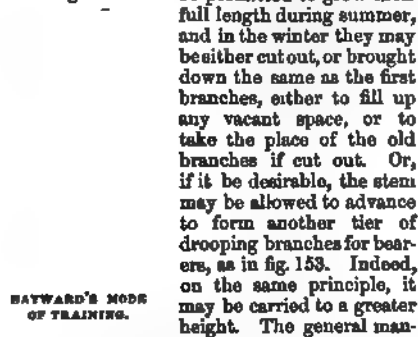 full length during summer,
and in the winter they may
be either cut out, or brought
down the same as the first
branches, either to fill up
any vacant space, or to
take the place of the old
branches if cut out. Or,
if it be desirable, the stem
may be allowed to advance
to form another tier of
drooping branches for bear-
ers, as in fig. 153. Indeed,
on the same principle, it
may be carried to a greater
height. The general man-
HAYWARD'S MODE
OF TRAINING.